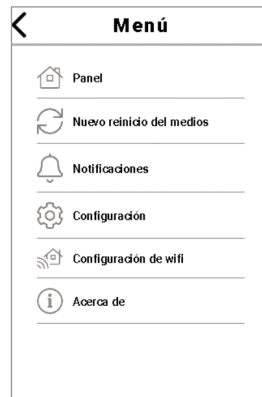 Menú
Panel
Nuevo reinicio del medios
Notificaciones
Configuración
Configuración de wifi
Acerca de